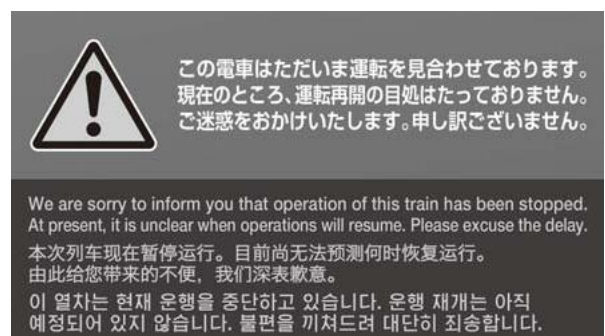 この電車はただいま運転を見合わせております。
現在のところ、運転再開の目処はたっておりません。
ご迷惑をおかけいたします。申し訳ございません。
We are sorry to inform you that operation of this train has been stopped.
At present, it is unclear when operations will resume. Please excuse the delay.
本次列车现在暂停运行。目前尚无法预测何时恢复运行。
由此给您带来的不便，我们深表歉意。
이 열차는 현재 운행을 중단하고 있습니다. 운행 재개는 아직
예정되어 있지 않습니다. 불편을 끼쳐드려 대단히 죄송합니다.